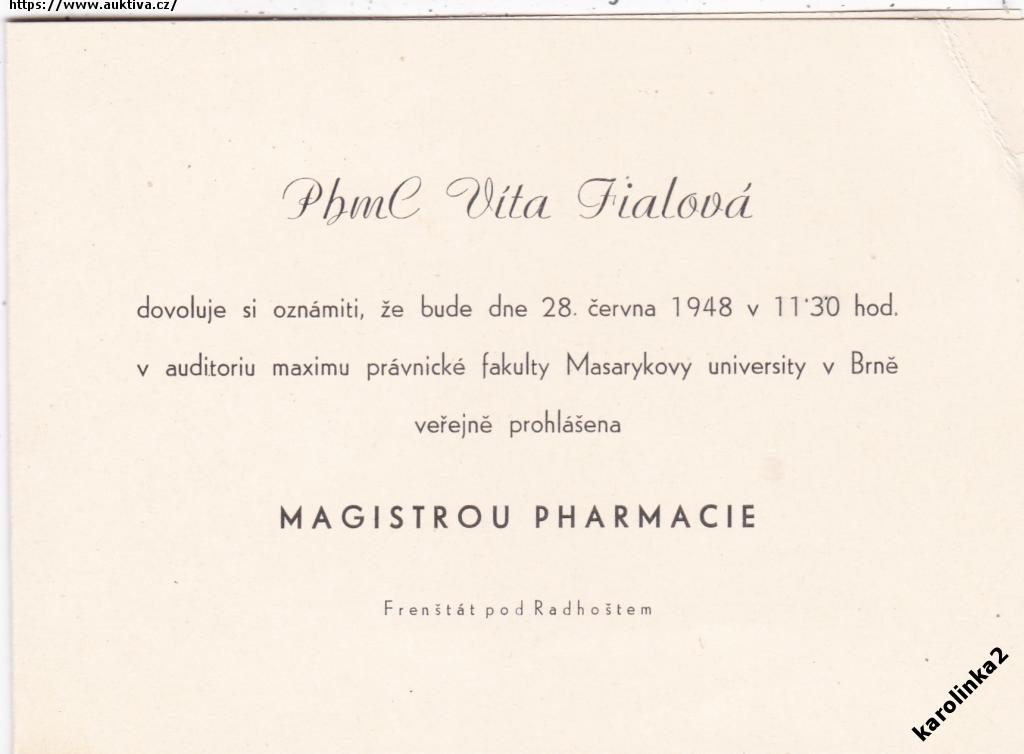 https://www.auktiva.cz/
PhmC Víta Fialová
dovoluje si oznámiti, že bude dne 28. června 1948 v 11·30 hod.
v auditoriu maximu právnické fakulty Masarykovy university v Brně
veřejně prohlášena
MAGISTROU PHARMACIE
Frenštát pod Radhoštem
karolinka2